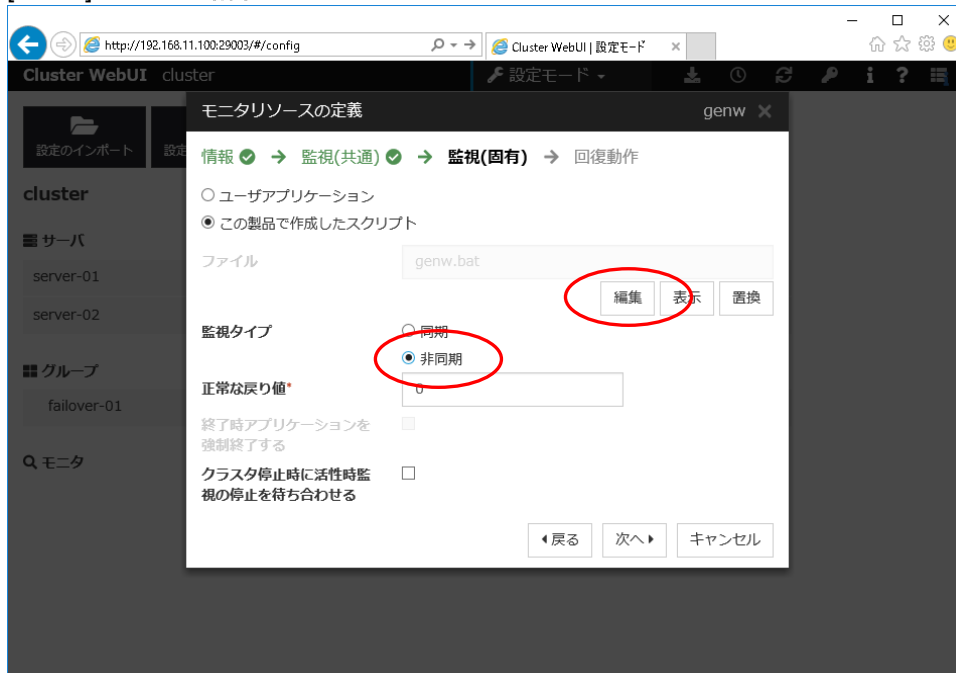 http://192.168.11.100:29003/#/config
Cluster WebUI | 設定モード
Cluster WebUI cluster
設定モード
モニタリソースの定義
genw
設定のインポート
設定
情報 → 監視(共通) → 監視(固有) → 回復動作
cluster
ユーザアプリケーション
この製品で作成したスクリプト
サーバ
ファイル
genw.bat
server-01
編集
表示
置換
server-02
監視タイプ
同期
非同期
グループ
正常な戻り値*
0
failover-01
終了時アプリケーションを
強制終了する
モニタ
クラスタ停止時に活性時監
視の停止を待ち合わせる
戻る
次へ
キャンセル